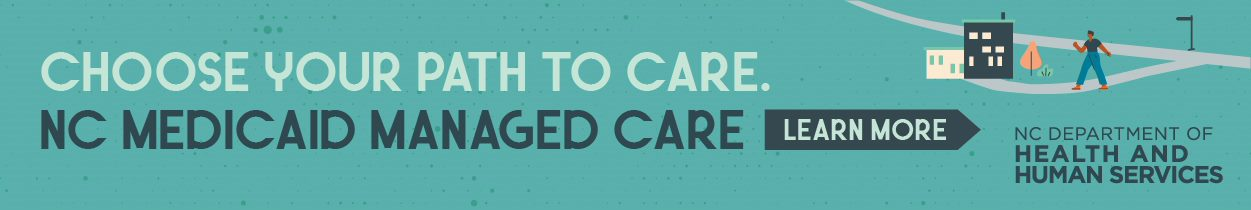 CHOOSE YOUR PATH TO CARE.
NC MEDICAID MANAGED CARE
LEARN MORE
NC DEPARTMENT OF
HEALTH AND
HUMAN SERVICES